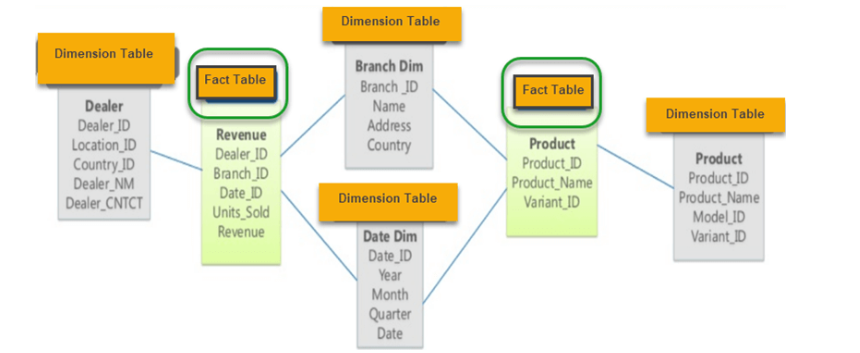 Dimension Table
Dealer
Dealer_ID
Location_ID
Country_ID
Dealer_NM
Dealer_CNTCT
Fact Table
Revenue
Dealer_ID
Branch_ID
Date_ID
Units_Sold
Revenue
Dimension Table
Branch Dim
Branch _ID
Name
Address
Country
Dimension Table
Date Dim
Date_ID
Year
Month
Quarter
Date
Fact Table
Product
Product_ID
Product_Name
Variant_ID
Dimension Table
Product
Product_ID
Product_Name
Model_ID
Variant_ID